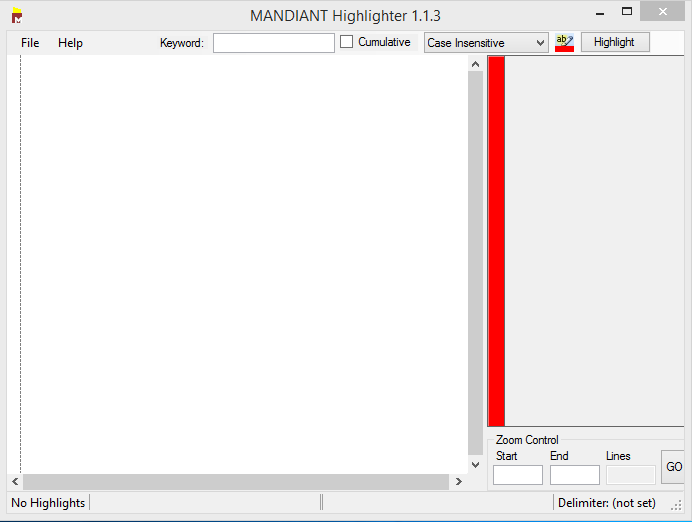 MANDIANT Highlighter 1.1.3
File Help Keyword: Cumulative Case Insensitive ab Highlight
Zoom Control
Start End Lines
GO
No Highlights Delimiter: (not set)